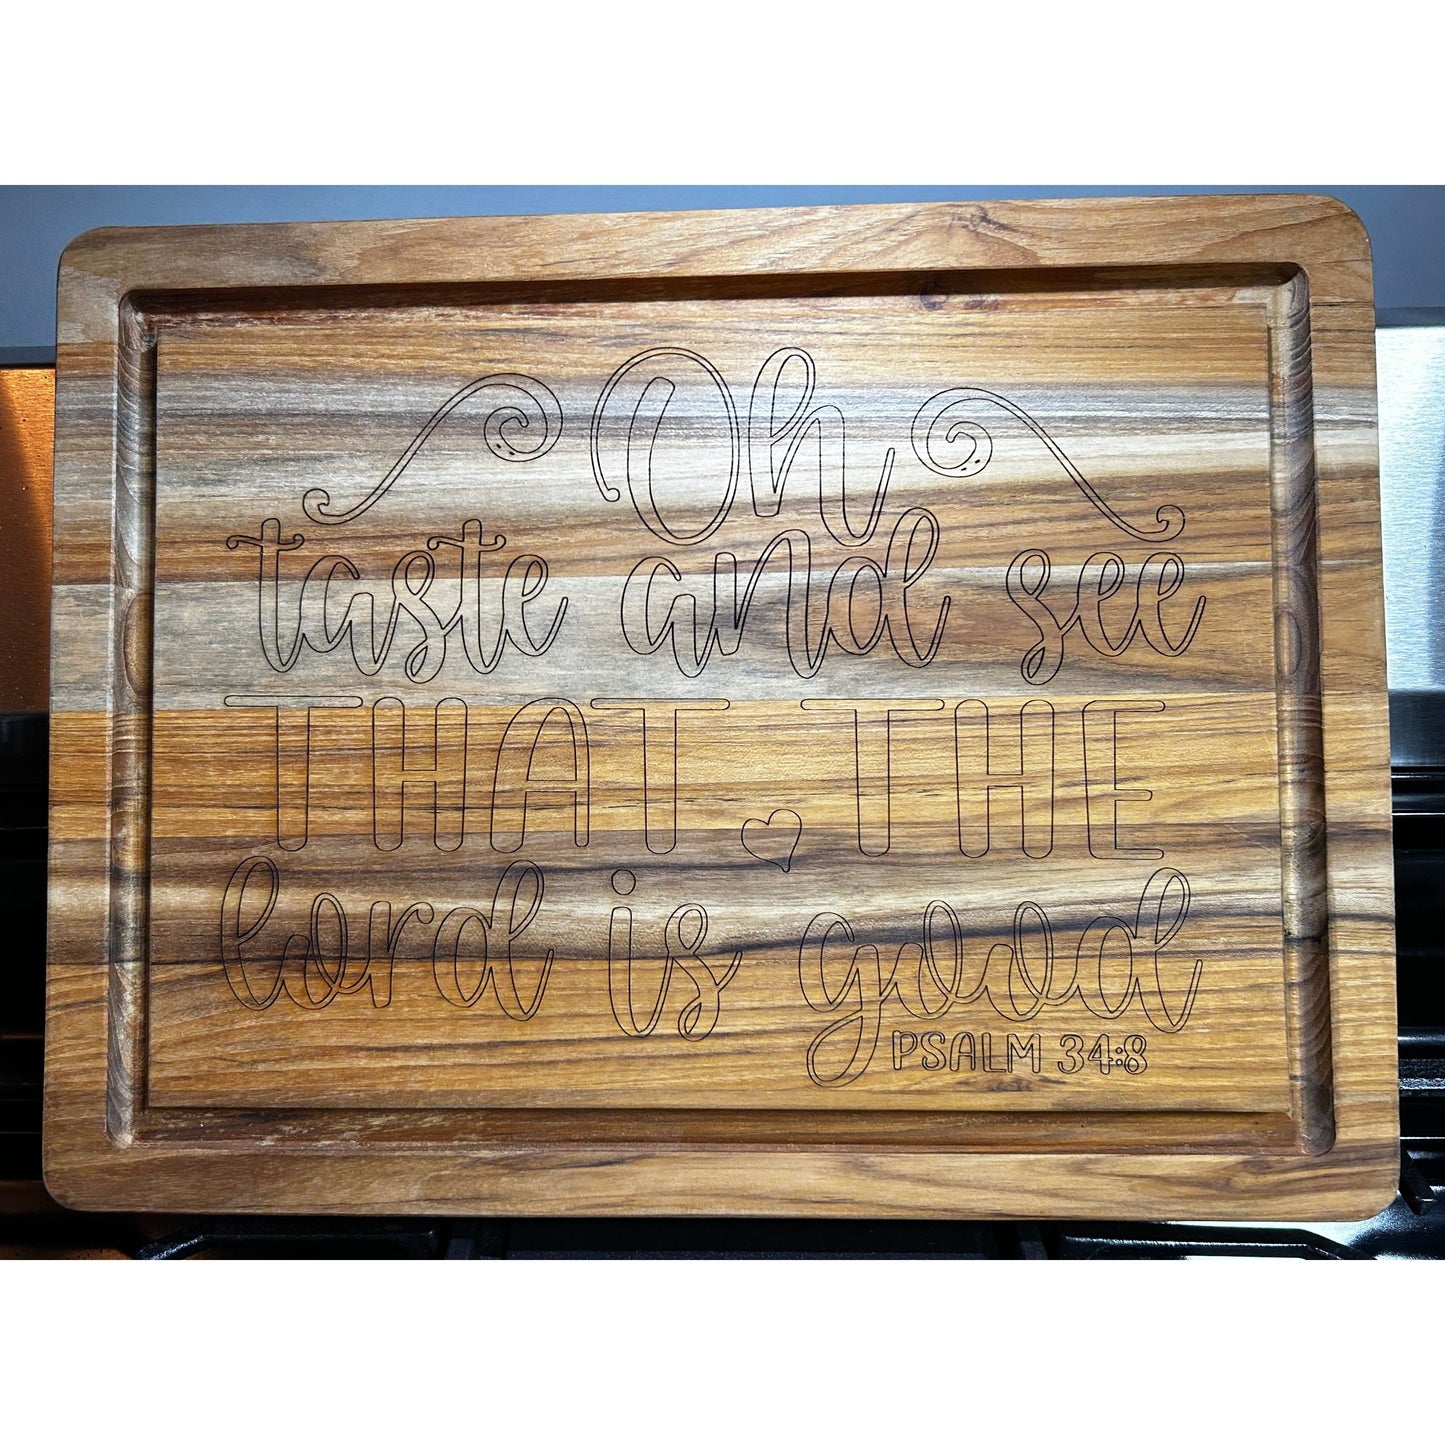 Oh
taste and see
THAT THE
lord is good
PSALM 34:8